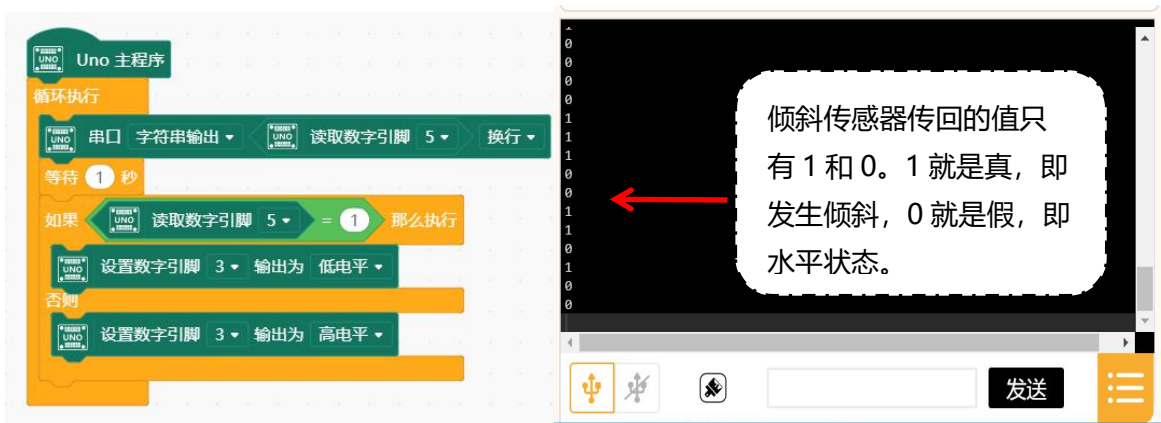 UNO Uno 主程序
循环执行
UNO 串口 字符串输出 UNO 读取数字引脚 5 换行
等待 1 秒
如果 UNO 读取数字引脚 5 = 1 那么执行
UNO 设置数字引脚 3 输出为 低电平
否则
UNO 设置数字引脚 3 输出为 高电平
0
0
0
0
1
1
1
0
0
1
1
0
1
0
0
倾斜传感器传回的值只
有 1 和 0。1 就是真，即
发生倾斜，0 就是假，即
水平状态。
发送